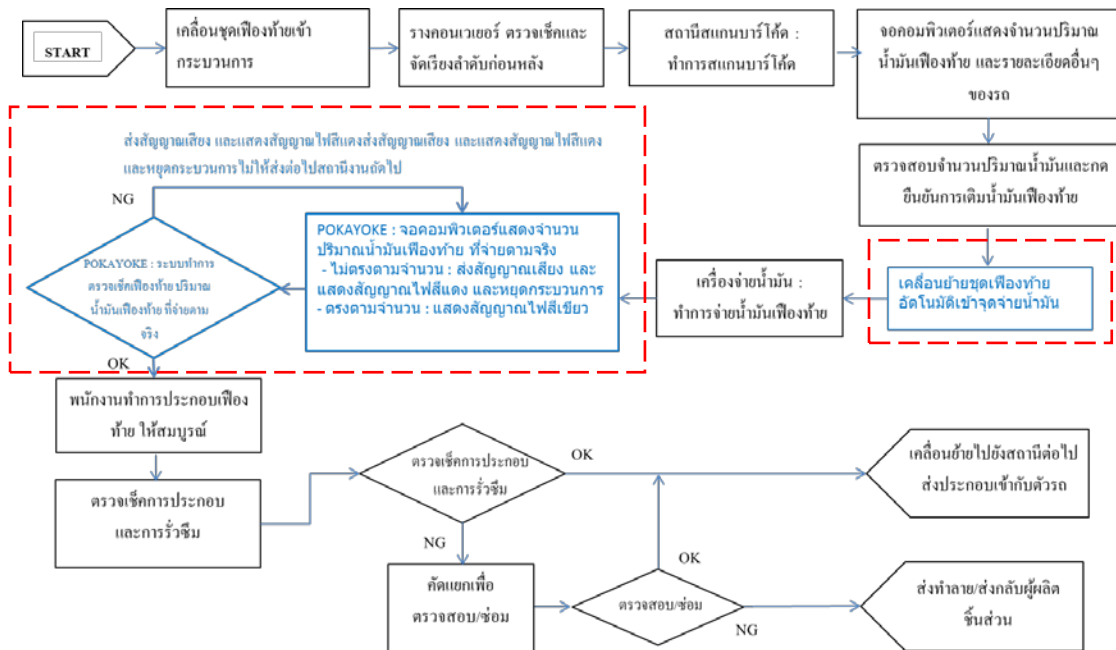 START
เคลื่อนชุดเฟืองท้ายเข้า
กระบวนการ
รางคอนเวเยอร์ ตรวจเช็คและ
จัดเรียงลำดับก่อนหลัง
สถานีสแกนบาร์โค้ด :
ทำการสแกนบาร์โค้ด
จอคอมพิวเตอร์แสดงจำนวนปริมาณ
น้ำมันเฟืองท้าย และรายละเอียดอื่นๆ
ของรถ
ตรวจสอบจำนวนปริมาณน้ำมันและกด
ยืนยันการเติมน้ำมันเฟืองท้าย
เคลื่อนย้ายชุดเฟืองท้าย
อัตโนมัติเข้าจุดจ่ายน้ำมัน
เครื่องจ่ายน้ำมัน :
ทำการจ่ายน้ำมันเฟืองท้าย
POKAYOKE : จอคอมพิวเตอร์แสดงจำนวน
ปริมาณน้ำมันเฟืองท้าย ที่จ่ายตามจริง
- ไม่ตรงตามจำนวน : ส่งสัญญาณเสียง และ
แสดงสัญญาณไฟสีแดง และหยุดกระบวนการ
- ตรงตามจำนวน : แสดงสัญญาณไฟสีเขียว
POKAYOKE : ระบบทำการ
ตรวจเช็คเฟืองท้าย ปริมาณ
น้ำมันเฟืองท้าย ที่จ่ายตาม
จริง
NG
ส่งสัญญาณเสียง และแสดงสัญญาณไฟสีแดงส่งสัญญาณเสียง และแสดงสัญญาณไฟสีแดง
และหยุดกระบวนการไม่ให้ส่งต่อไปสถานีงานถัดไป
OK
พนักงานทำการประกอบเฟือง
ท้าย ให้สมบูรณ์
ตรวจเช็คการประกอบ
และการรั่วซึม
ตรวจเช็คการประกอบ
และการรั่วซึม
OK
เคลื่อนย้ายไปยังสถานีต่อไป
ส่งประกอบเข้ากับตัวรถ
NG
คัดแยกเพื่อ
ตรวจสอบ/ซ่อม
ตรวจสอบ/ซ่อม
OK
NG
ส่งทำลาย/ส่งกลับผู้ผลิต
ชิ้นส่วน